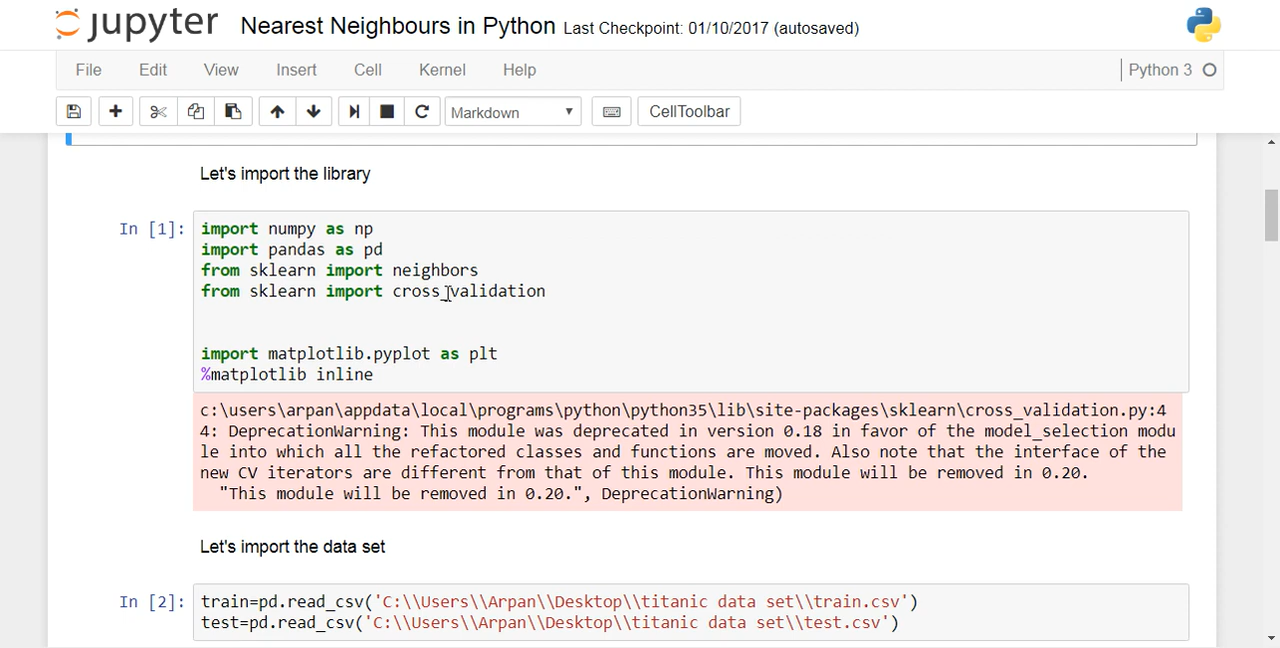 jupyter Nearest Neighbours in Python Last Checkpoint: 01/10/2017 (autosaved)
File Edit View Insert Cell Kernel Help Python 3
Markdown CellToolbar
Let's import the library
In [1]: import numpy as np
import pandas as pd
from sklearn import neighbors
from sklearn import cross_validation
import matplotlib.pyplot as plt
%matplotlib inline
c:\users\arpan\appdata\local\programs\python\python35\lib\site-packages\sklearn\cross_validation.py:4
4: DeprecationWarning: This module was deprecated in version 0.18 in favor of the model_selection modu
le into which all the refactored classes and functions are moved. Also note that the interface of the
new CV iterators are different from that of this module. This module will be removed in 0.20.
"This module will be removed in 0.20.", DeprecationWarning)
Let's import the data set
In [2]: train=pd.read_csv('C:\\Users\\Arpan\\Desktop\\titanic data set\\train.csv')
test=pd.read_csv('C:\\Users\\Arpan\\Desktop\\titanic data set\\test.csv')